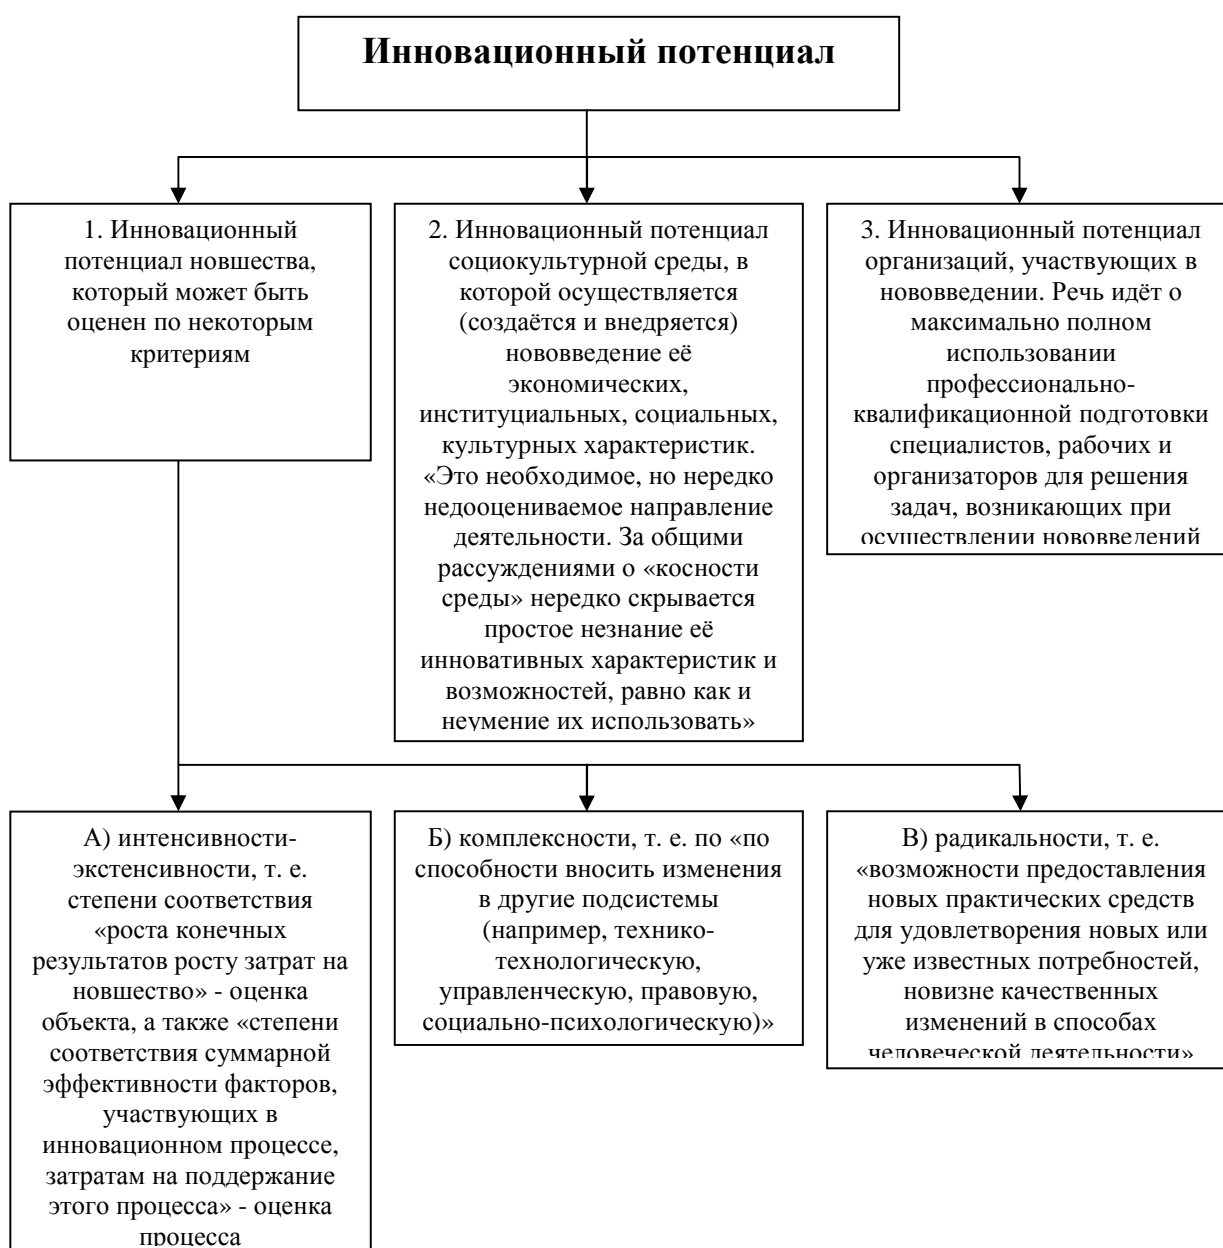 Инновационный потенциал
1. Инновационный
потенциал новшества,
который может быть
оценен по некоторым
критериям
2. Инновационный потенциал
социокультурной среды, в
которой осуществляется
(создаётся и внедряется)
нововведение её
экономических,
институциальных, социальных,
культурных характеристик.
«Это необходимое, но нередко
недооцениваемое направление
деятельности. За общими
рассуждениями о «косности
среды» нередко скрывается
простое незнание её
инновативных характеристик и
возможностей, равно как и
неумение их использовать»
3. Инновационный потенциал
организаций, участвующих в
нововведении. Речь идёт о
максимально полном
использовании
профессионально-
квалификационной подготовки
специалистов, рабочих и
организаторов для решения
задач, возникающих при
осуществлении нововведений
А) интенсивности-
экстенсивности, т. е.
степени соответствия
«роста конечных
результатов росту затрат на
новшество» - оценка
объекта, а также «степени
соответствия суммарной
эффективности факторов,
участвующих в
инновационном процессе,
затратам на поддержание
этого процесса» - оценка
процесса
Б) комплексности, т. е. по «по
способности вносить изменения
в другие подсистемы
(например, технико-
технологическую,
управленческую, правовую,
социально-психологическую)»
В) радикальности, т. е.
«возможности предоставления
новых практических средств
для удовлетворения новых или
уже известных потребностей,
новизне качественных
изменений в способах
человеческой деятельности»